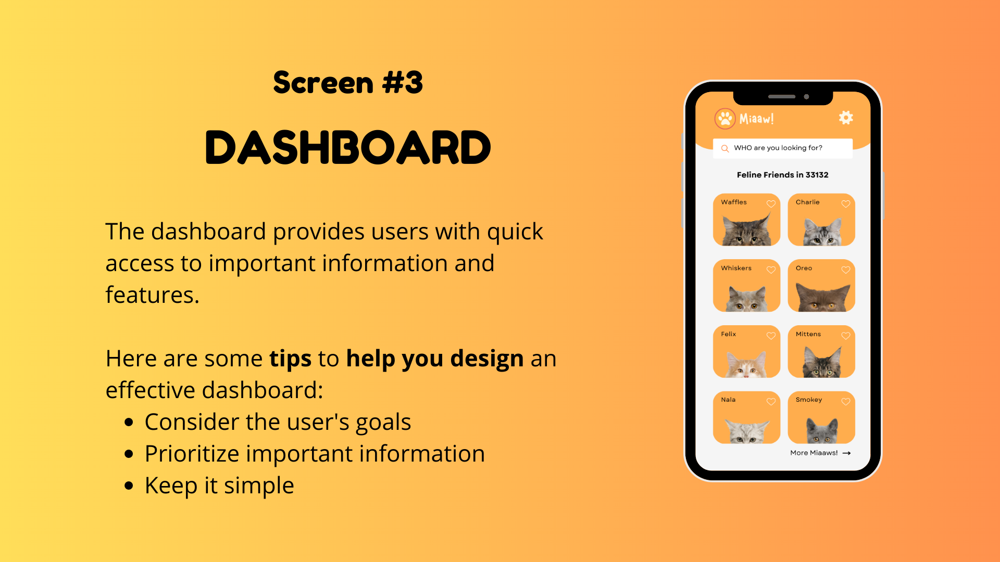 Screen #3
DASHBOARD
The dashboard provides users with quick
access to important information and
features.
Here are some tips to help you design an
effective dashboard:
• Consider the user's goals
• Prioritize important information
• Keep it simple
Miaaw!
WHO are you looking for?
Feline Friends in 33132
Waffles
Charlie
Whiskers
Oreo
Felix
Mittens
Nala
Smokey
More Miaaws! →